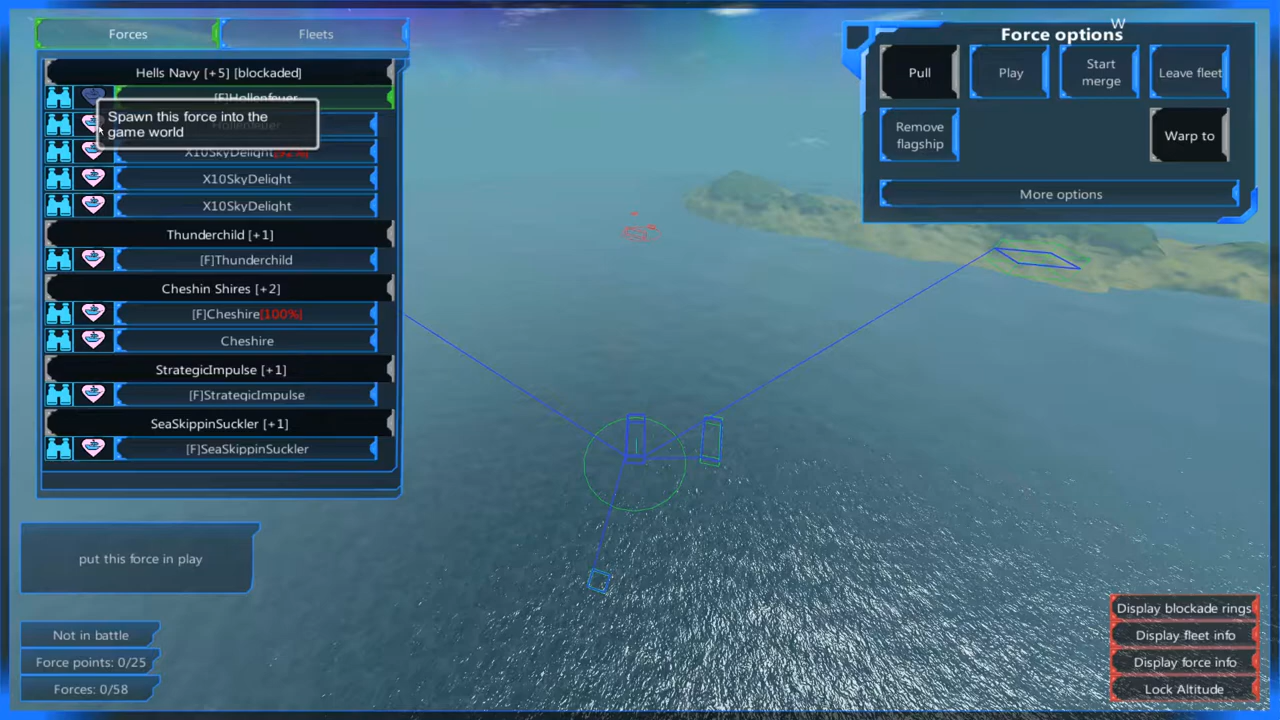 Forces
Fleets
Hells Navy [+5] [blockaded]
[F]Hollenfeuer
Spawn this force into the
game world
Hollenfeuer
X10SkyDelight
X10SkyDelight
X10SkyDelight
Thunderchild [+1]
[F]Thunderchild
Cheshin Shires [+2]
[F]Cheshire[100%]
Cheshire
StrategicImpulse [+1]
[F]StrategicImpulse
SeaSkippinSuckler [+1]
[F]SeaSkippinSuckler
put this force in play
Not in battle
Force points: 0/25
Forces: 0/58
W
Force options
Pull
Play
Start
merge
Leave fleet
Remove
flagship
Warp to
More options
Display blockade rings
Display fleet info
Display force info
Lock Altitude